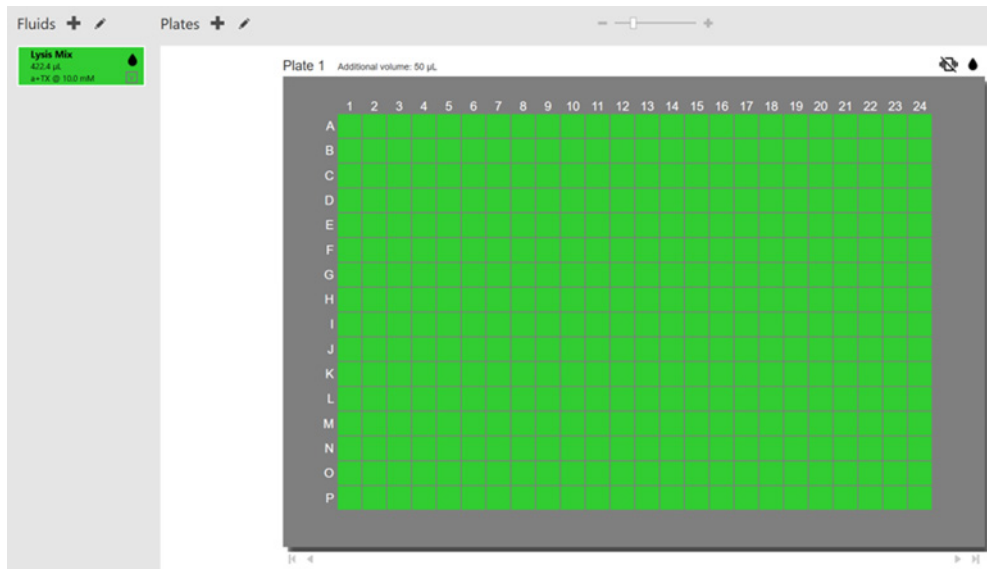 Fluids
Plates
Lysis Mix
422.4 µL
a+TX @ 10.0 mM
Plate 1 Additional volume: 50 µL
1 2 3 4 5 6 7 8 9 10 11 12 13 14 15 16 17 18 19 20 21 22 23 24
A
B
C
D
E
F
G
H
I
J
K
L
M
N
O
P